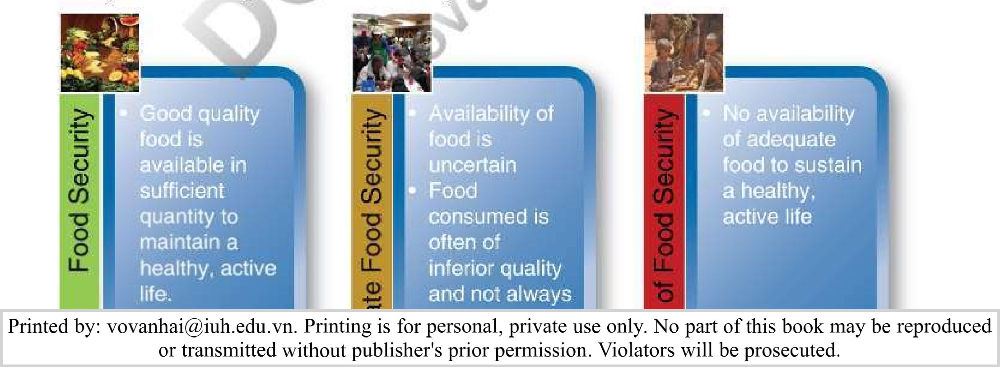 Food Security
• Good quality
food is
available in
sufficient
quantity to
maintain a
healthy, active
life.
ate Food Security
• Availability of
food is
uncertain
• Food
consumed is
often of
inferior quality
and not always
of Food Security
• No availability
of adequate
food to sustain
a healthy,
active life
Printed by: vovanhai@iuh.edu.vn. Printing is for personal, private use only. No part of this book may be reproduced
or transmitted without publisher's prior permission. Violators will be prosecuted.